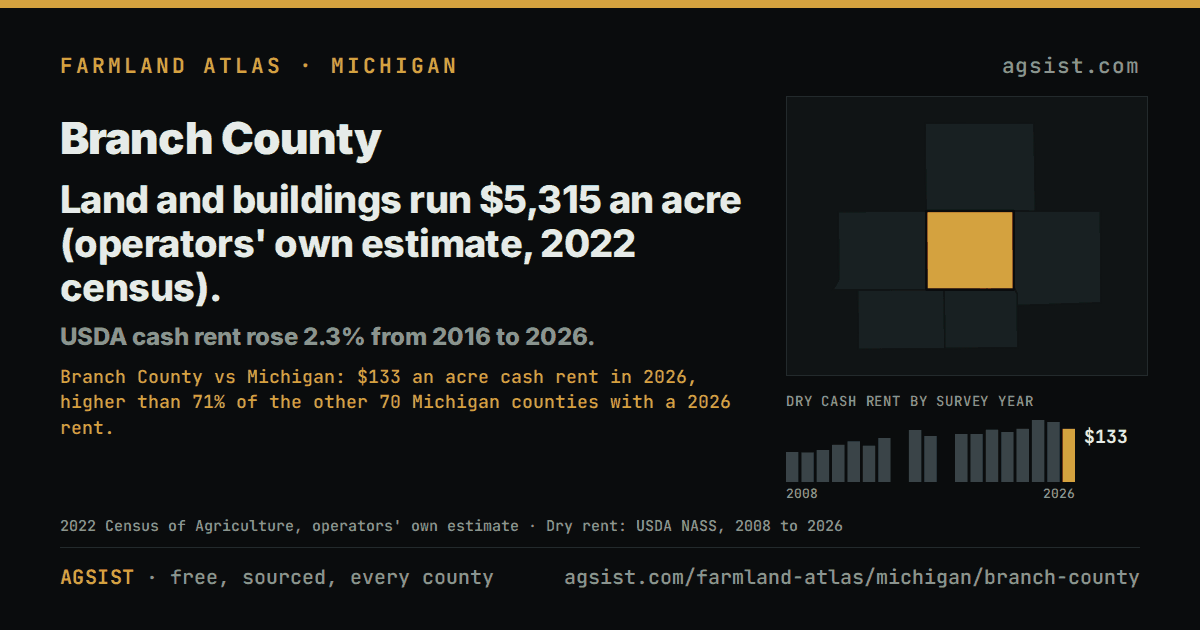 FARMLAND ATLAS · MICHIGAN
agsist.com
Branch County
Land and buildings run $5,315 an acre
(operators' own estimate, 2022
census).
USDA cash rent rose 2.3% from 2016 to 2026.
Branch County vs Michigan: $133 an acre cash rent in 2026,
higher than 71% of the other 70 Michigan counties with a 2026
rent.
DRY CASH RENT BY SURVEY YEAR
$133
2008
2026
2022 Census of Agriculture, operators' own estimate · Dry rent: USDA NASS, 2008 to 2026
AGSIST · free, sourced, every county
agsist.com/farmland-atlas/michigan/branch-county